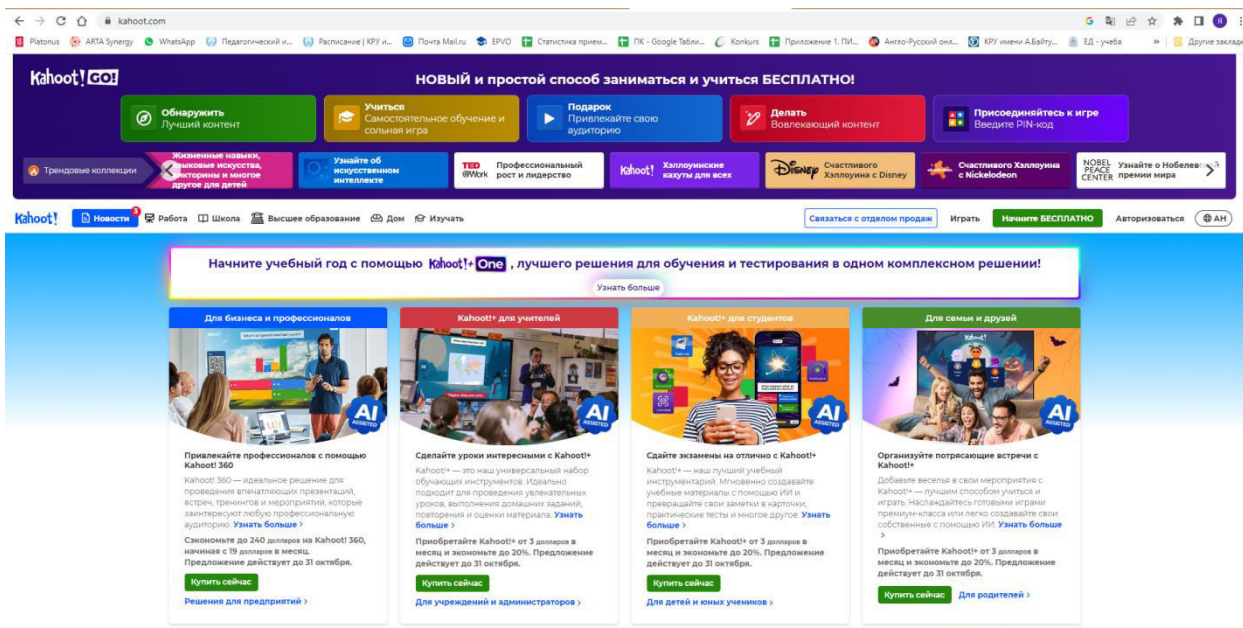 kahoot.com
Platonus ARTA Synergy WhatsApp Педагогический и... Расписание | КРУ и... Почта Mail.ru EPVO Статистика прием... ПК - Google Табли... Konkurs Приложение 1. ПИ... Англо-Русский онл... КРУ имени А.Байту... ЕД - учеба » Другие заклад
Kahoot! GO!
НОВЫЙ и простой способ заниматься и учиться БЕСПЛАТНО!
Обнаружить
Лучший контент
Учиться
Самостоятельное обучение и
сольная игра
Подарок
Привлекайте свою
аудиторию
Делать
Вовлекающий контент
Присоединяйтесь к игре
Введите PIN-код
Трендовые коллекции
Жизненные навыки,
искусства,
и многое
другое для детей
Узнайте об
искусственном
интеллекте
TED
@Work
Профессиональный
рост и лидерство
Kahoot!
Хэллоуинские
кахуты для всех
Disney
Счастливого
Хэллоуина с Disney
Счастливого Хэллоуина
с Nickelodeon
NOBEL
PEACE
CENTER
Узнайте о
премии мира
Kahoot! Новости 3 Работа Школа Высшее образование Дом Изучать Связаться с отделом продаж Играть Начните БЕСПЛАТНО Авторизоваться АН
Начните учебный год с помощью Kahoot!+ One , лучшего решения для обучения и тестирования в одном комплексном решении!
Узнать больше
Для бизнеса и профессионалов
AI
ASSISTED
Привлекайте профессионалов с помощью
Kahoot! 360
Kahoot! 360 — идеальное решение для
проведения впечатляющих презентаций,
встреч, тренингов и мероприятий, которые
заинтересуют любую профессиональную
аудиторию. Узнать больше >
Сэкономьте до 240 долларов на Kahoot! 360,
начиная с 19 долларов в месяц.
Предложение действует до 31 октября.
Купить сейчас
Решения для предприятий >
Kahoot!+ для учителей
AI
ASSISTED
Сделайте уроки интересными с Kahoot!+
Kahoot!+ — это наш универсальный набор
обучающих инструментов. Идеально
подходит для проведения увлекательных
уроков, выполнения домашних заданий,
повторения и оценки материала. Узнать
больше >
Приобретайте Kahoot!+ от 3 долларов в
месяц и экономьте до 20%. Предложение
действует до 31 октября.
Купить сейчас
Для учреждений и администраторов >
Kahoot!+ для студентов
AI
ASSISTED
Сдайте экзамены на отлично с Kahoot!+
Kahoot!+ — наш лучший учебный
инструментарий. Мгновенно создавайте
учебные материалы с помощью ИИ и
превращайте свои заметки в карточки,
практические тесты и многое другое. Узнать
больше >
Приобретайте Kahoot!+ от 3 долларов в
месяц и экономьте до 20%. Предложение
действует до 31 октября.
Купить сейчас
Для детей и юных учеников >
Для семьи и друзей
Kahoot!
AI
ASSISTED
Организуйте потрясающие встречи с
Kahoot!+
Добавьте веселья в свои мероприятия с
Kahoot!+ — лучшим способом учиться и
играть. Наслаждайтесь готовыми играми
премиум-класса или легко создавайте свои
собственные с помощью ИИ. Узнать больше
>
Приобретайте Kahoot!+ от 3 долларов в
месяц и экономьте до 20%. Предложение
действует до 31 октября.
Купить сейчас Для родителей >